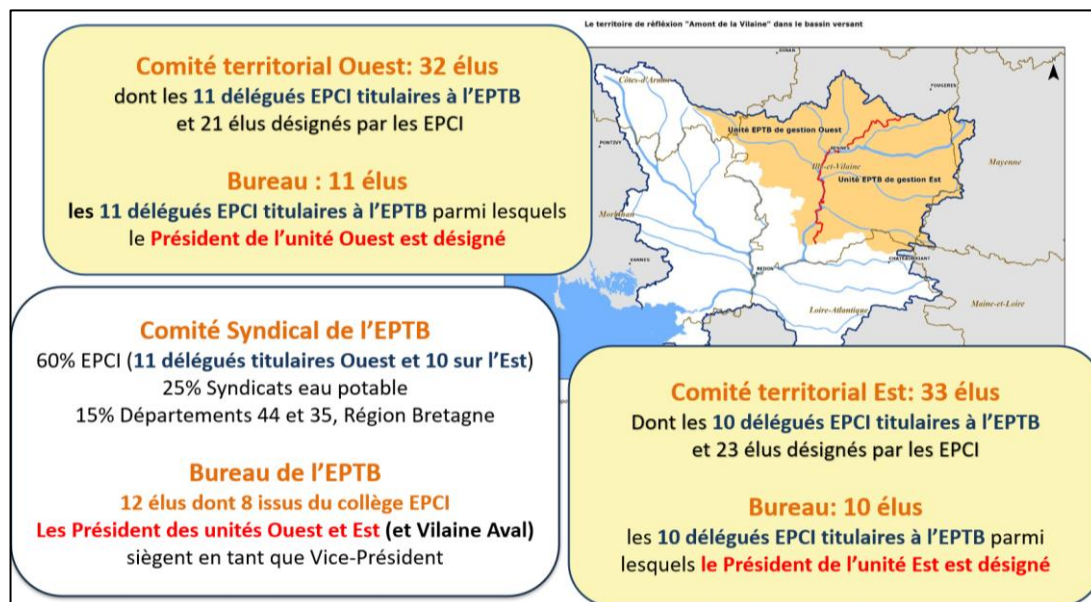 Le territoire de réfléxion "Amont de la Vilaine" dans le bassin versant
Comité territorial Ouest: 32 élus
dont les 11 délégués EPCI titulaires à l'EPTB
et 21 élus désignés par les EPCI
Bureau : 11 élus
les 11 délégués EPCI titulaires à l'EPTB parmi lesquels
le Président de l'unité Ouest est désigné
DINAN
Côtes-d'Armor
FOUGERES
PONTIVY
Unité EPTB de gestion Ouest
RENNES
Mayenne
Ille-et-Vilaine
Unité EPTB de gestion Est
Morbihan
VANNES
REDON
CHATEAUBRIANT
Loire-Atlantique
Maine-et-Loire
Comité Syndical de l'EPTB
60% EPCI (11 délégués titulaires Ouest et 10 sur l'Est)
25% Syndicats eau potable
15% Départements 44 et 35, Région Bretagne
Bureau de l'EPTB
12 élus dont 8 issus du collège EPCI
Les Président des unités Ouest et Est (et Vilaine Aval)
siègent en tant que Vice-Président
Comité territorial Est: 33 élus
Dont les 10 délégués EPCI titulaires à l'EPTB
et 23 élus désignés par les EPCI
Bureau: 10 élus
les 10 délégués EPCI titulaires à l'EPTB parmi
lesquels le Président de l'unité Est est désigné